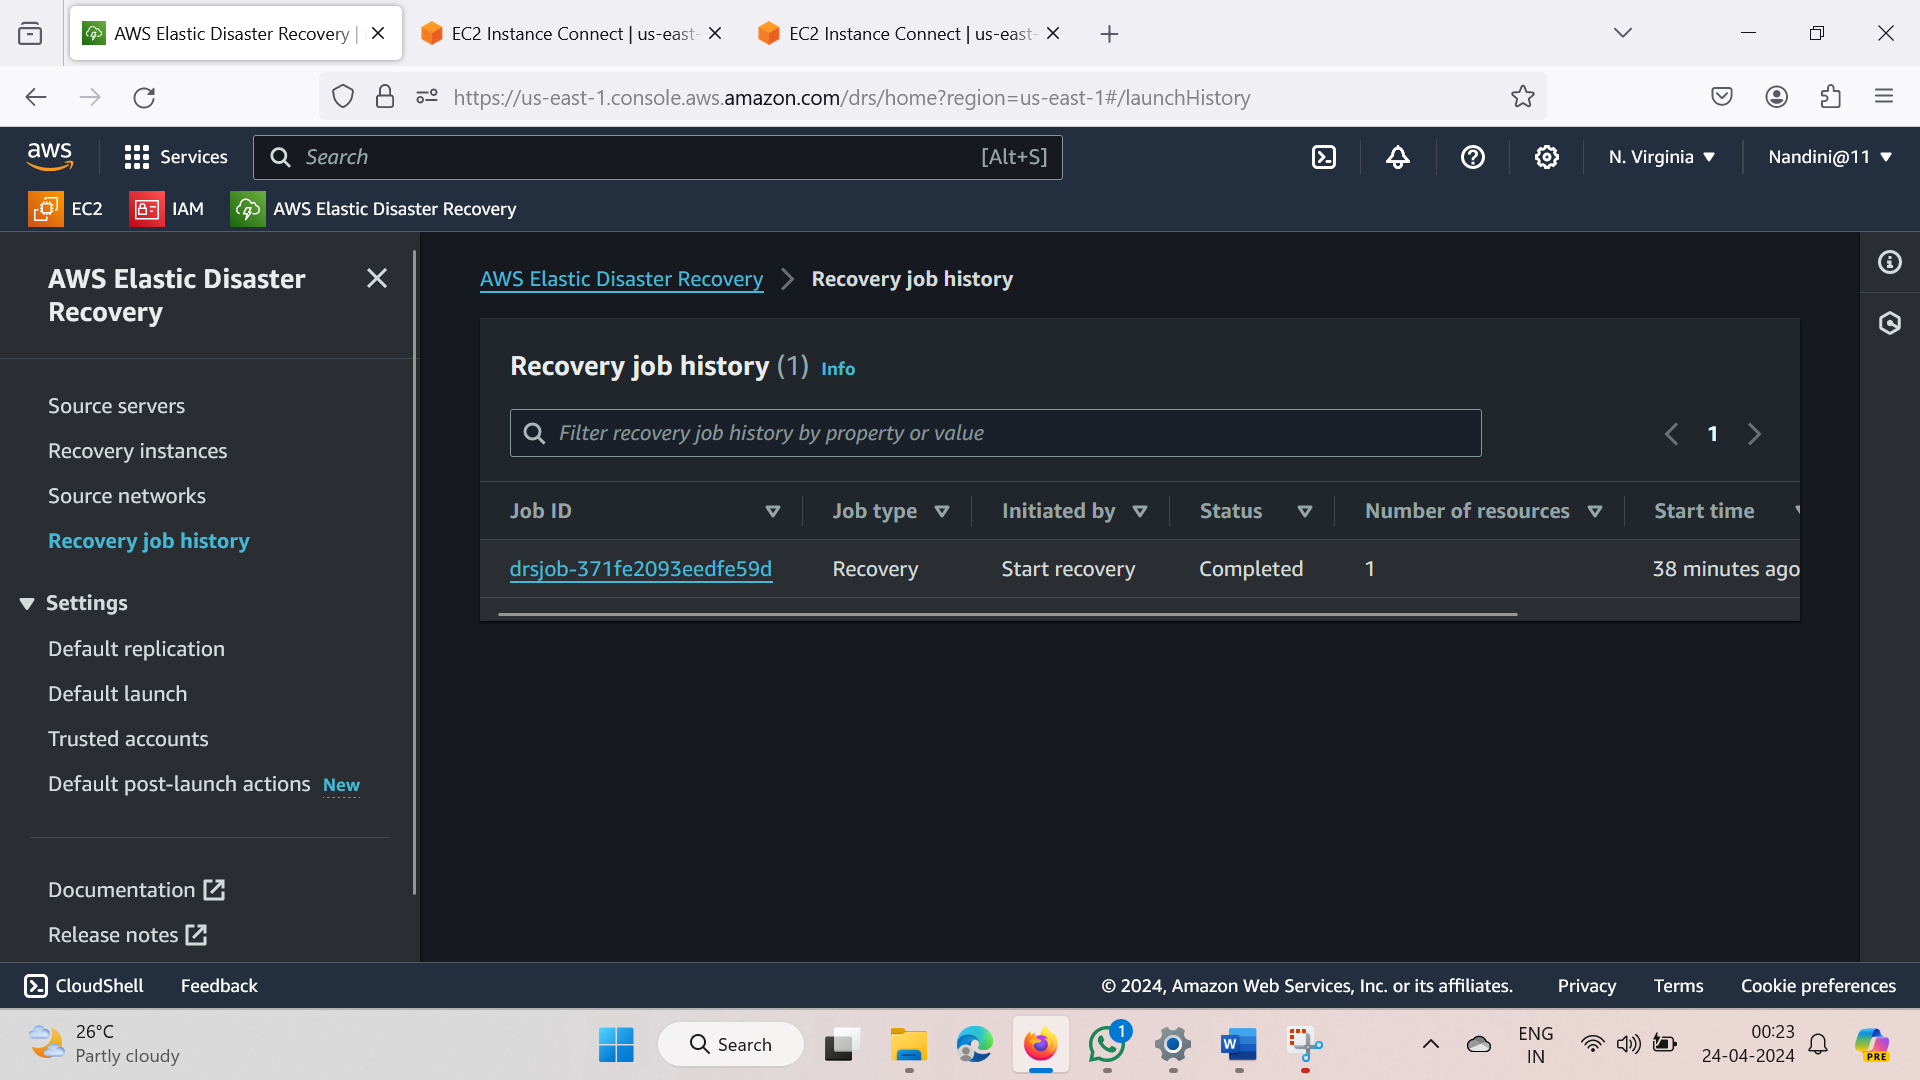 AWS Elastic Disaster Recovery |
EC2 Instance Connect | us-east-
EC2 Instance Connect | us-east-
https://us-east-1.console.aws.amazon.com/drs/home?region=us-east-1#/launchHistory
aws
Services
Search
[Alt+S]
N. Virginia
Nandini@11
EC2
IAM
AWS Elastic Disaster Recovery
AWS Elastic Disaster
Recovery
Source servers
Recovery instances
Source networks
Recovery job history
Settings
Default replication
Default launch
Trusted accounts
Default post-launch actions New
Documentation
Release notes
AWS Elastic Disaster Recovery
Recovery job history
Recovery job history (1) Info
Filter recovery job history by property or value
1
Job ID Job type Initiated by Status Number of resources Start time
drsjob-371fe2093eedfe59d Recovery Start recovery Completed 1 38 minutes ago
CloudShell
Feedback
© 2024, Amazon Web Services, Inc. or its affiliates.
Privacy
Terms
Cookie preferences
26°C
Partly cloudy
Search
1
W
ENG
IN
00:23
24-04-2024
PRE